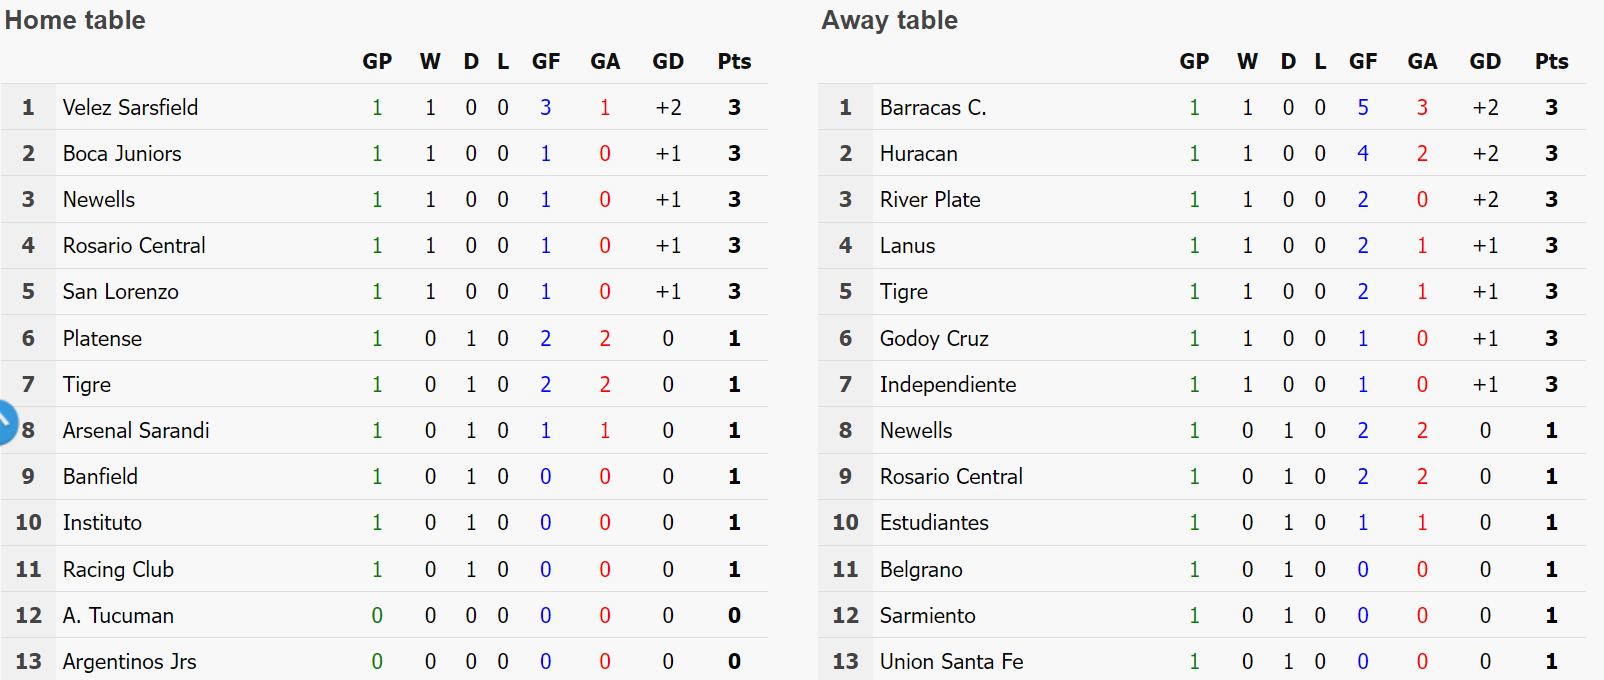 Home table
GP W D L GF GA GD Pts
1 Velez Sarsfield 1 1 0 0 3 1 +2 3
2 Boca Juniors 1 1 0 0 1 0 +1 3
3 Newells 1 1 0 0 1 0 +1 3
4 Rosario Central 1 1 0 0 1 0 +1 3
5 San Lorenzo 1 1 0 0 1 0 +1 3
6 Platense 1 0 1 0 2 2 0 1
7 Tigre 1 0 1 0 2 2 0 1
8 Arsenal Sarandi 1 0 1 0 1 1 0 1
9 Banfield 1 0 1 0 0 0 0 1
10 Instituto 1 0 1 0 0 0 0 1
11 Racing Club 1 0 1 0 0 0 0 1
12 A. Tucuman 0 0 0 0 0 0 0 0
13 Argentinos Jrs 0 0 0 0 0 0 0 0
Away table
GP W D L GF GA GD Pts
1 Barracas C. 1 1 0 0 5 3 +2 3
2 Huracan 1 1 0 0 4 2 +2 3
3 River Plate 1 1 0 0 2 0 +2 3
4 Lanus 1 1 0 0 2 1 +1 3
5 Tigre 1 1 0 0 2 1 +1 3
6 Godoy Cruz 1 1 0 0 1 0 +1 3
7 Independiente 1 1 0 0 1 0 +1 3
8 Newells 1 0 1 0 2 2 0 1
9 Rosario Central 1 0 1 0 2 2 0 1
10 Estudiantes 1 0 1 0 1 1 0 1
11 Belgrano 1 0 1 0 0 0 0 1
12 Sarmiento 1 0 1 0 0 0 0 1
13 Union Santa Fe 1 0 1 0 0 0 0 1